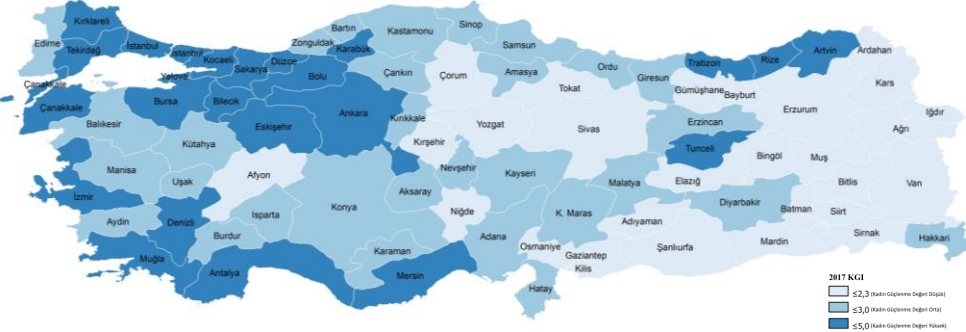 Kırklareli
Edirne
Tekirdağ
İstanbul
İstanbul
Kocaeli
Yalova
Sakarya
Düzce
Zonguldak
Bartın
Karabük
Kastamonu
Sinop
Samsun
Ordu
Giresun
Trabzon
Rize
Artvin
Ardahan
Çanakkale
Çanakkale
Bursa
Bilecik
Bolu
Çankırı
Çorum
Amasya
Tokat
Gümüşhane
Bayburt
Erzurum
Kars
Iğdır
Balıkesir
Kütahya
Eskişehir
Ankara
Kırıkkale
Yozgat
Sivas
Erzincan
Tunceli
Ağrı
Manisa
Uşak
Afyon
Kırşehir
Nevşehir
Kayseri
Malatya
Elazığ
Bingöl
Muş
Bitlis
Van
İzmir
Aydin
Denizli
Isparta
Burdur
Konya
Aksaray
Niğde
K. Maras
Adıyaman
Diyarbakir
Batman
Siirt
Sirnak
Hakkari
Muğla
Antalya
Karaman
Mersin
Adana
Osmaniye
Gaziantep
Kilis
Hatay
Şanlıurfa
Mardin
2017 KGI
≤2,3 (Kadın Güçlenme Değeri Düşük)
≤3,0 (Kadın Güçlenme Değeri Orta)
≤5,0 (Kadın Güçlenme Değeri Yüksek)